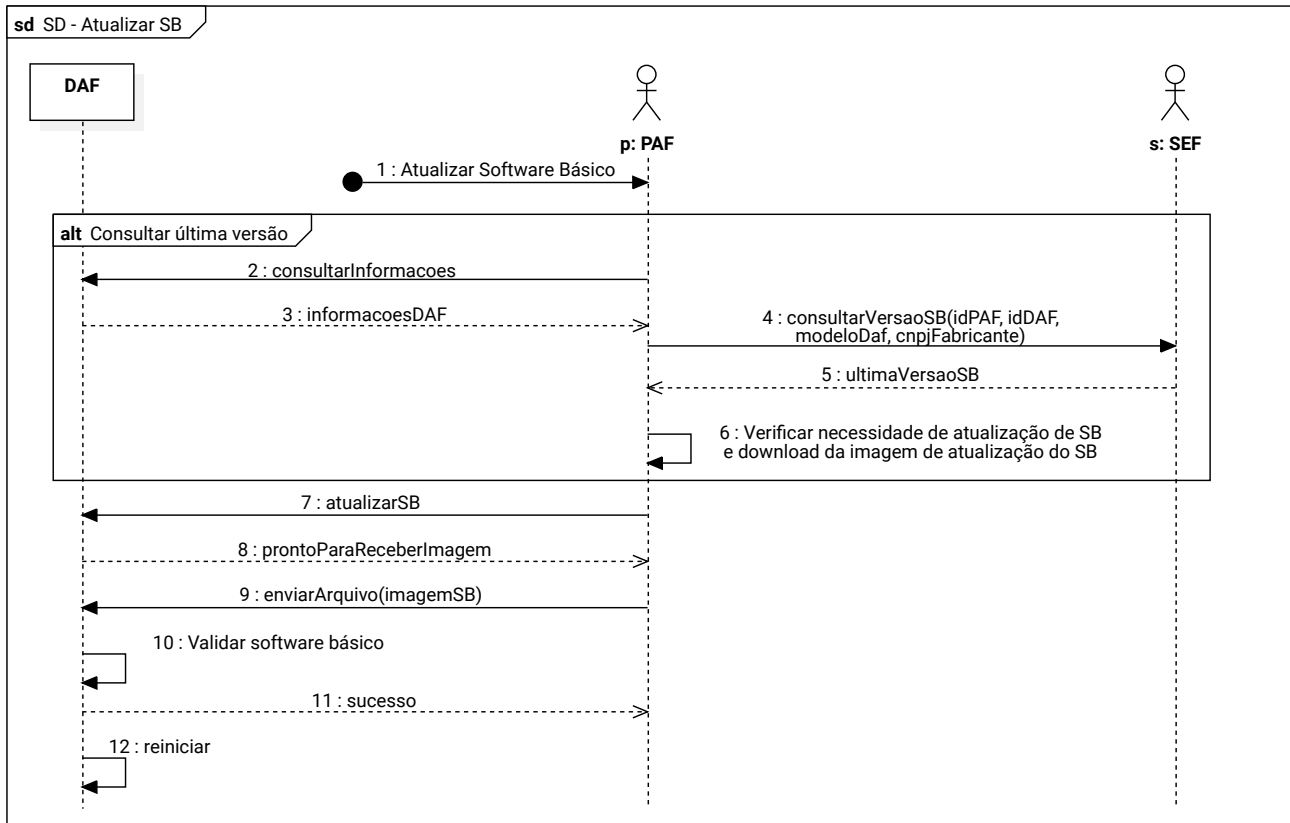 sd SD - Atualizar SB
DAF
p: PAF
s: SEF
1 : Atualizar Software Básico
alt Consultar última versão
2 : consultarInformacoes
3 : informacoesDAF
4 : consultarVersaoSB(idPAF, idDAF,
modeloDaf, cnpjFabricante)
5 : ultimaVersaoSB
6 : Verificar necessidade de atualização de SB
e download da imagem de atualização do SB
7 : atualizarSB
8 : prontoParaReceberImagem
9 : enviarArquivo(imagemSB)
10 : Validar software básico
11 : sucesso
12 : reiniciar